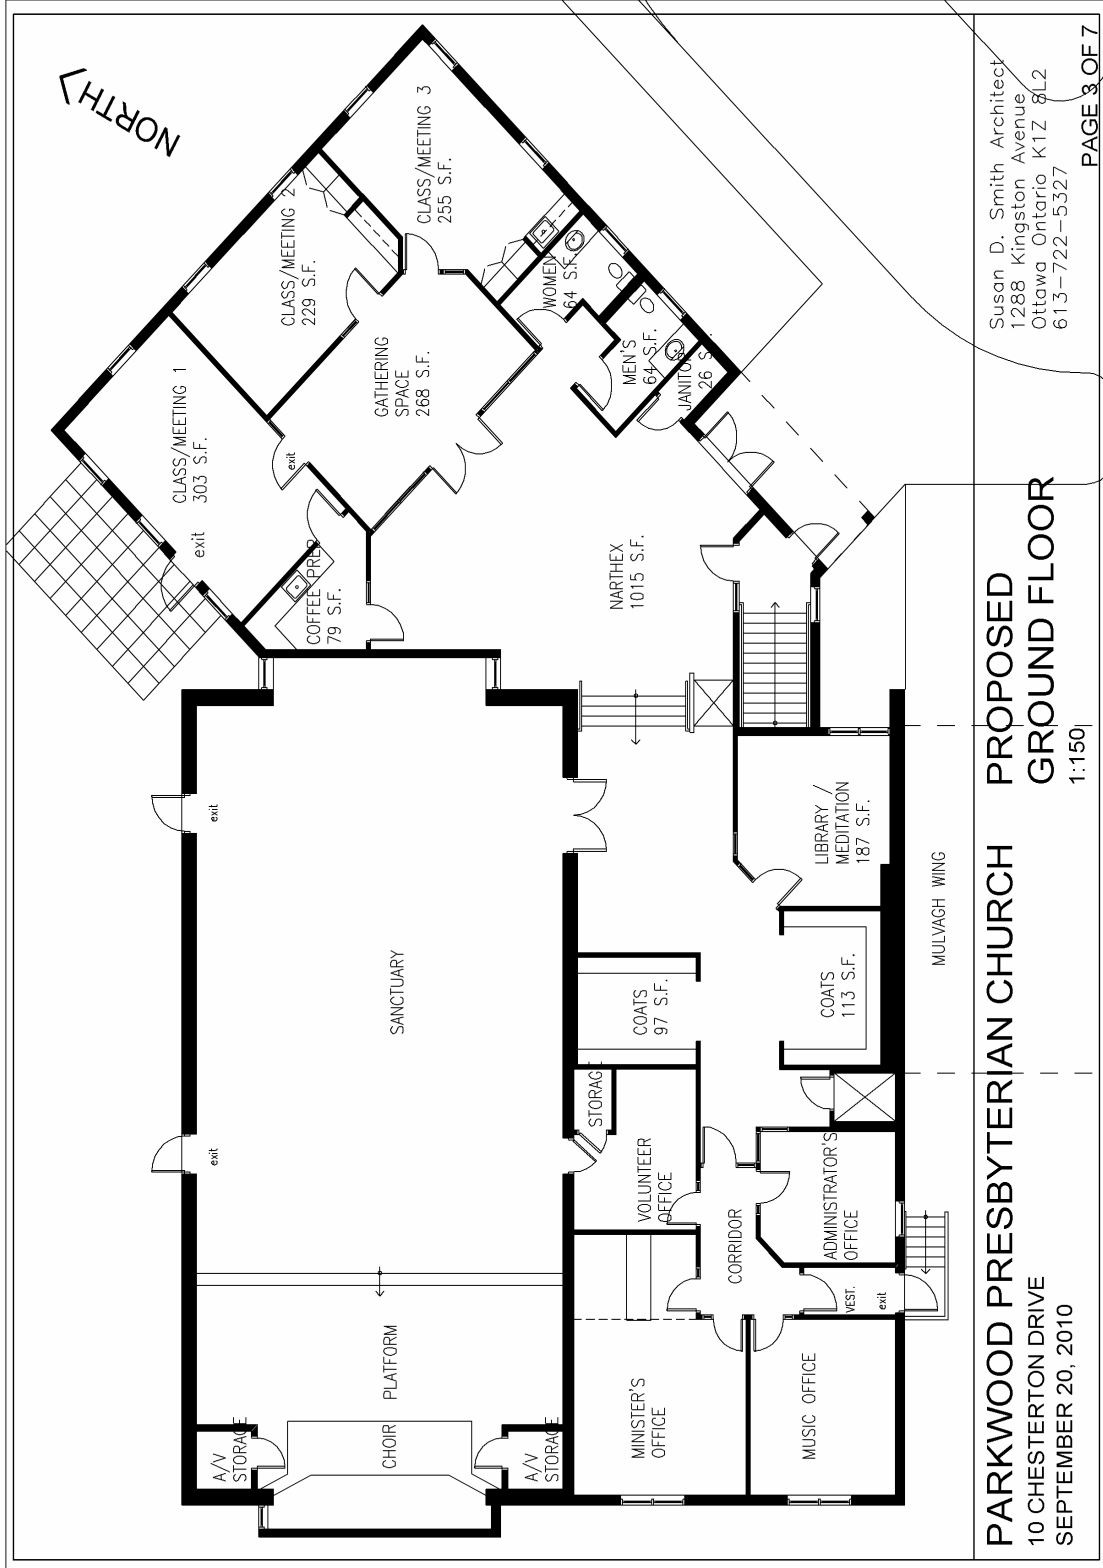 NORTH
CLASS/MEETING 3
255 S.F.
CLASS/MEETING 2
229 S.F.
CLASS/MEETING 1
303 S.F.
exit
exit
GATHERING
SPACE
268 S.F.
WOMEN
64 S.F.
MEN'S
64 S.F.
JANITOR
26 S.
COFFEE PREP
79 S.F.
NARTHEX
1015 S.F.
exit
exit
SANCTUARY
LIBRARY /
MEDITATION
187 S.F.
MULVAGH WING
COATS
97 S.F.
COATS
113 S.F.
STORAGE
VOLUNTEER
OFFICE
CORRIDOR
ADMINISTRATOR'S
OFFICE
VEST.
exit
PLATFORM
CHOIR
A/V
STORAGE
A/V
STORAGE
MINISTER'S
OFFICE
MUSIC OFFICE
PARKWOOD PRESBYTERIAN CHURCH
10 CHESTERTON DRIVE
SEPTEMBER 20, 2010
PROPOSED
GROUND FLOOR
1:150
Susan D. Smith Architect
1288 Kingston Avenue
Ottawa Ontario K1Z 8L2
613-722-5327
PAGE 3 OF 7